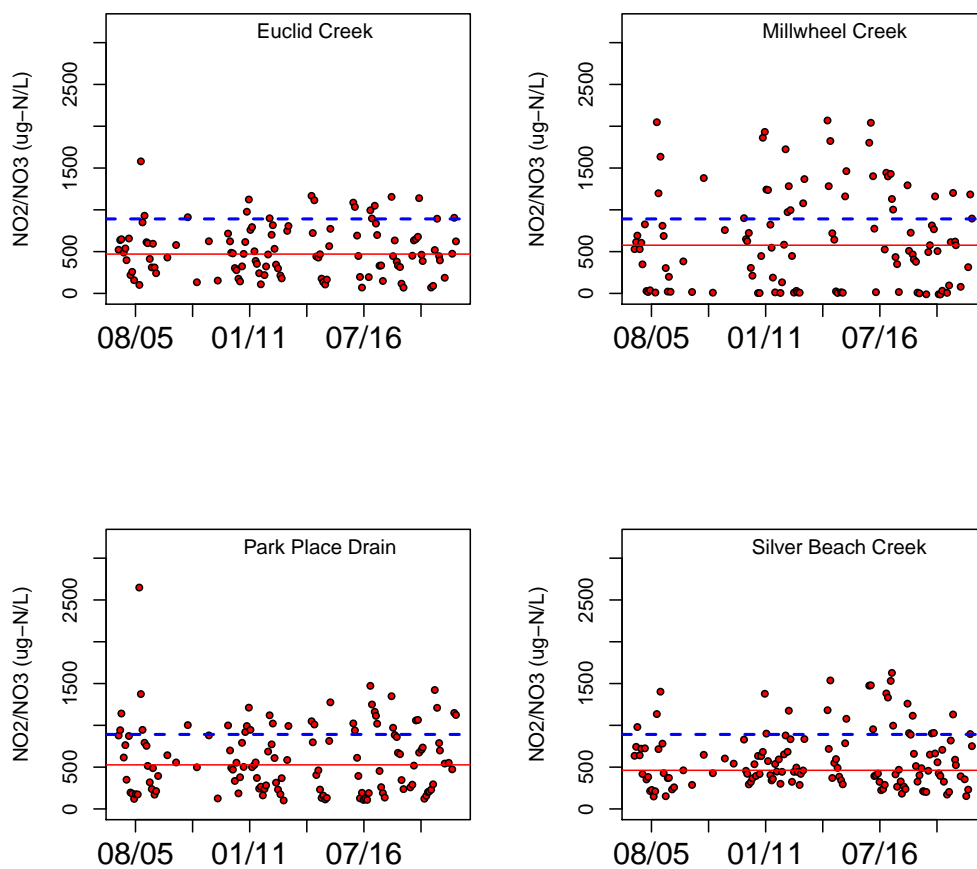 Euclid Creek
NO2/NO3 (ug−N/L)
2500
1500
500
0
08/05 01/11 07/16
Millwheel Creek
NO2/NO3 (ug−N/L)
2500
1500
500
0
08/05 01/11 07/16
Park Place Drain
NO2/NO3 (ug−N/L)
2500
1500
500
0
08/05 01/11 07/16
Silver Beach Creek
NO2/NO3 (ug−N/L)
2500
1500
500
0
08/05 01/11 07/16